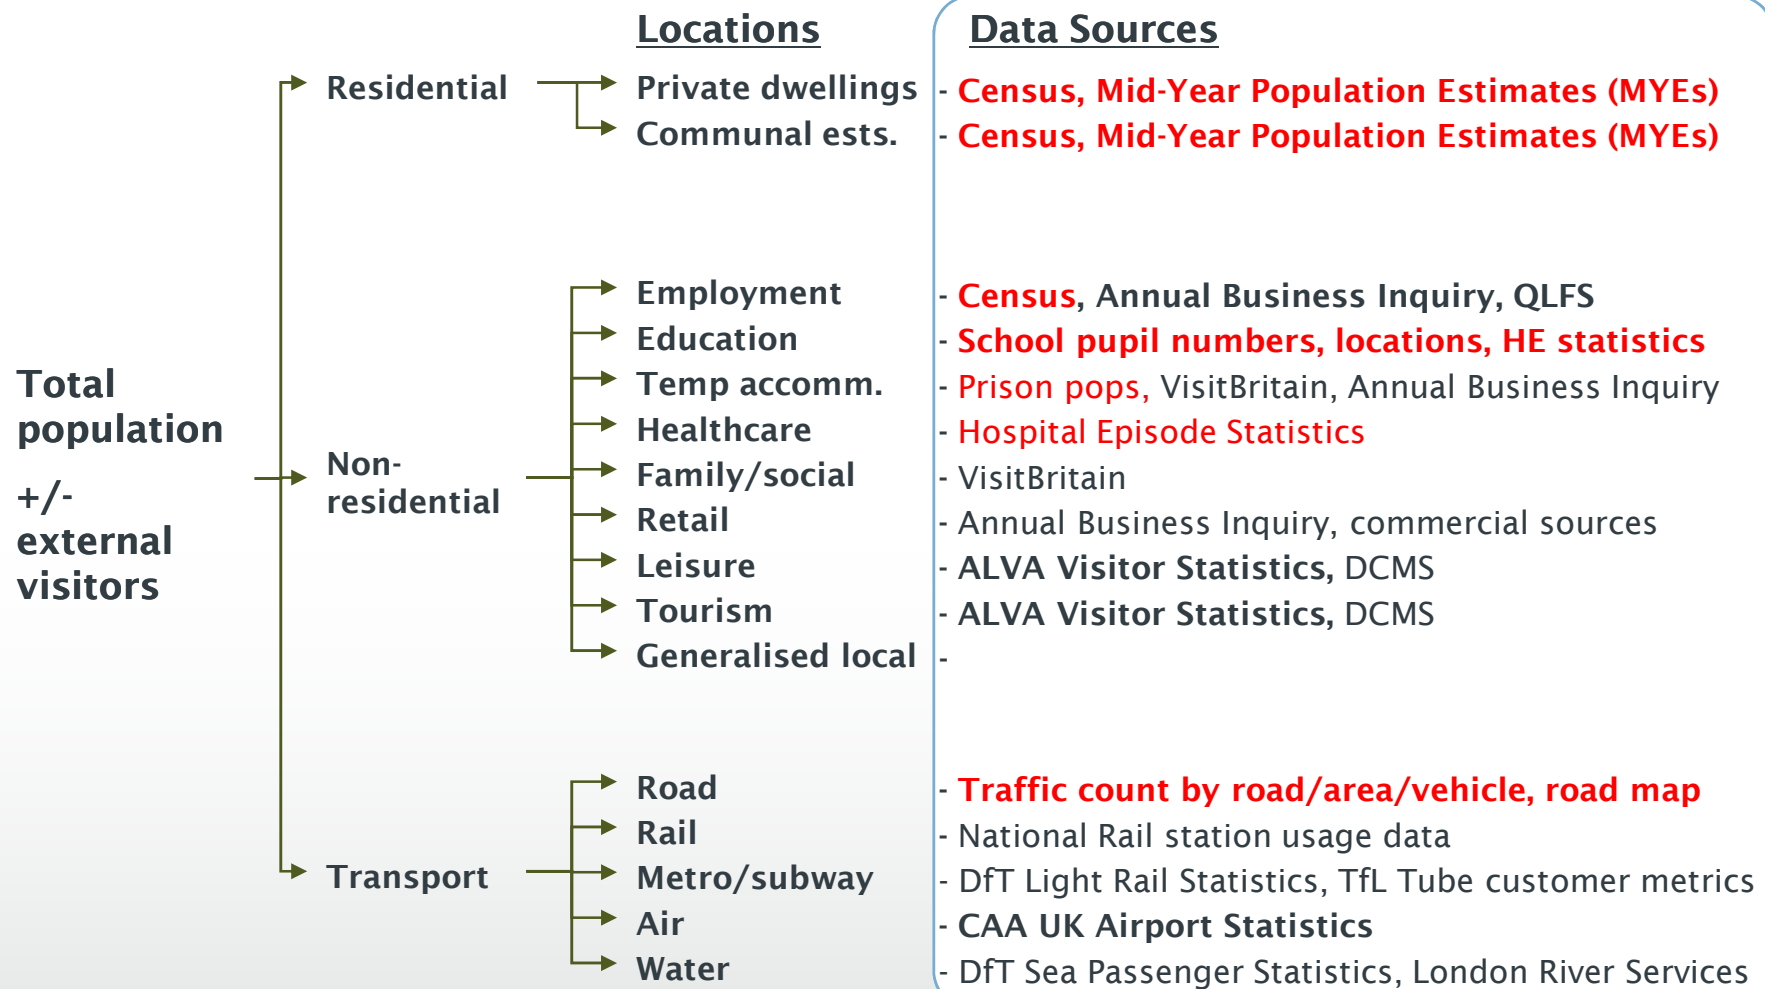 Locations
Data Sources
Residential
Private dwellings
- Census, Mid-Year Population Estimates (MYEs)
Communal ests.
- Census, Mid-Year Population Estimates (MYEs)
Total
population
+/-
external
visitors
Non-
residential
Employment
- Census, Annual Business Inquiry, QLFS
Education
- School pupil numbers, locations, HE statistics
Temp accomm.
- Prison pops, VisitBritain, Annual Business Inquiry
Healthcare
- Hospital Episode Statistics
Family/social
- VisitBritain
Retail
- Annual Business Inquiry, commercial sources
Leisure
- ALVA Visitor Statistics, DCMS
Tourism
- ALVA Visitor Statistics, DCMS
Generalised local
-
Transport
Road
- Traffic count by road/area/vehicle, road map
Rail
- National Rail station usage data
Metro/subway
- DfT Light Rail Statistics, TfL Tube customer metrics
Air
- CAA UK Airport Statistics
Water
- DfT Sea Passenger Statistics, London River Services